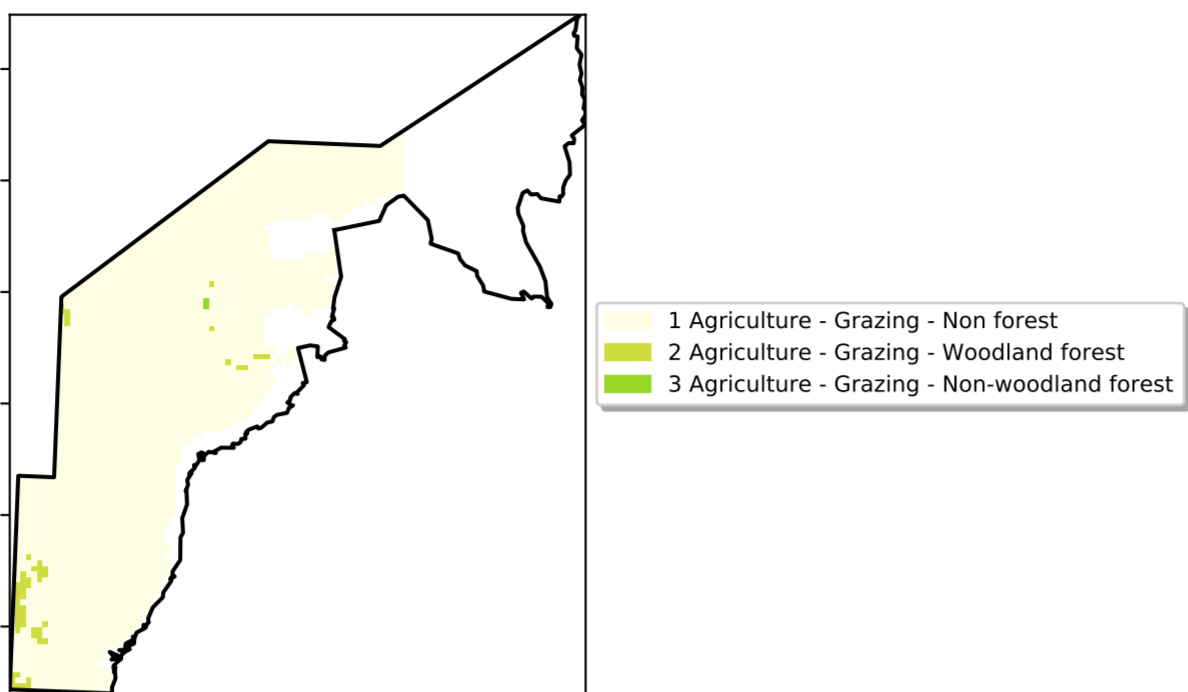 1 Agriculture - Grazing - Non forest
2 Agriculture - Grazing - Woodland forest
3 Agriculture - Grazing - Non-woodland forest